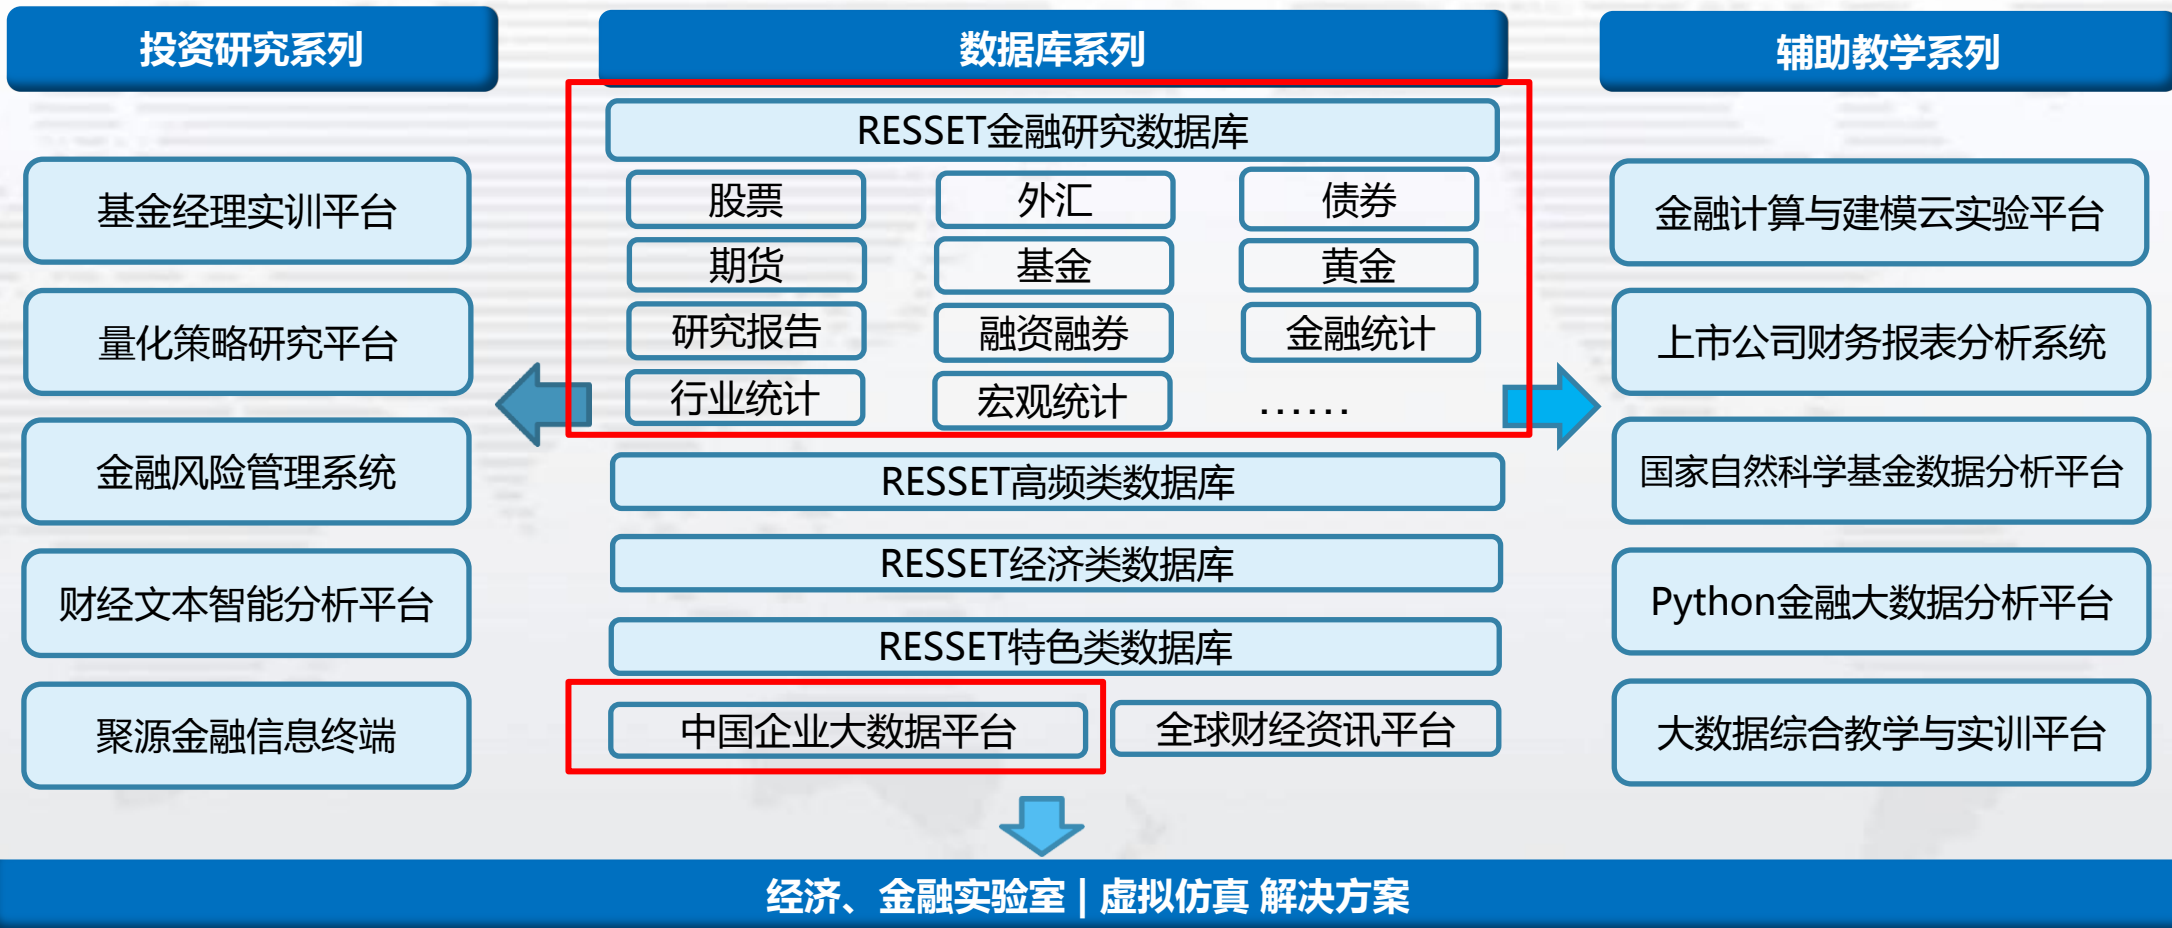 投资研究系列
基金经理实训平台
量化策略研究平台
金融风险管理系统
财经文本智能分析平台
聚源金融信息终端
数据库系列
RESSET金融研究数据库
股票
外汇
债券
期货
基金
黄金
研究报告
融资融券
金融统计
行业统计
宏观统计
……
RESSET高频类数据库
RESSET经济类数据库
RESSET特色类数据库
中国企业大数据平台
全球财经资讯平台
辅助教学系列
金融计算与建模云实验平台
上市公司财务报表分析系统
国家自然科学基金数据分析平台
Python金融大数据分析平台
大数据综合教学与实训平台
经济、金融实验室 | 虚拟仿真 解决方案